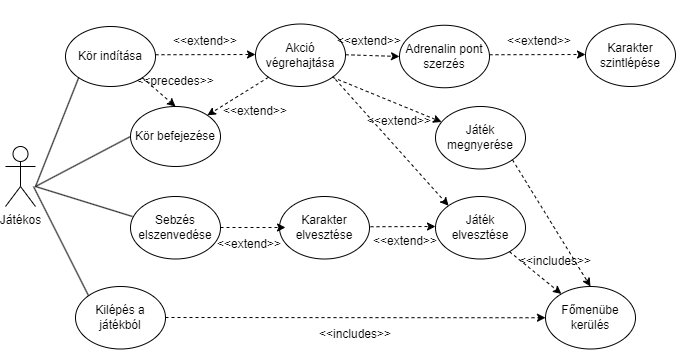 Kör indítása
<<extend>>
Akció
végrehajtása
<<extend>>
Adrenalin pont
szerzés
<<extend>>
Karakter
szintlépése
<<precedes>>
<<extend>>
Kör befejezése
<<extend>>
Játék
megnyerése
Játékos
Sebzés
elszenvedése
<<extend>>
Karakter
elvesztése
<<extend>>
Játék
elvesztése
<<includes>>
Kilépés a
játékból
<<includes>>
Főmenübe
kerülés